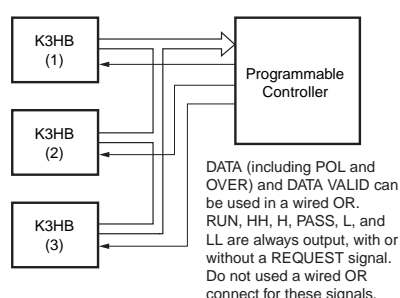 K3HB
(1)
Programmable
Controller
K3HB
(2)
K3HB
(3)
DATA (including POL and
OVER) and DATA VALID can
be used in a wired OR.
RUN, HH, H, PASS, L, and
LL are always output, with or
without a REQUEST signal.
Do not used a wired OR
connect for these signals.